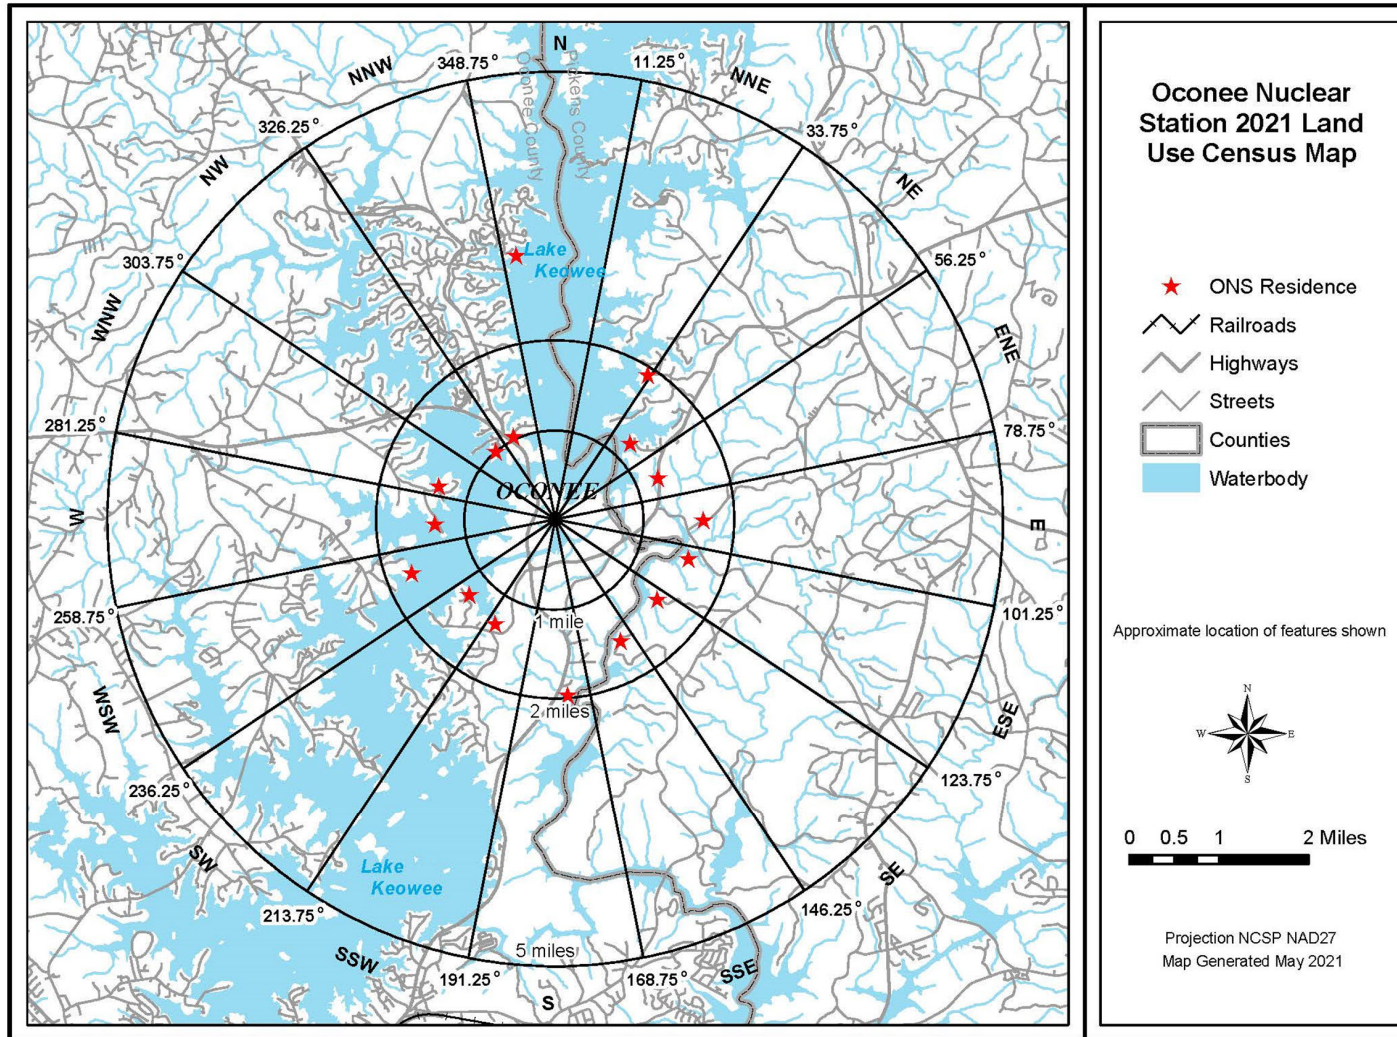 N
348.75°
11.25°
NNW
NNE
Oconee County
Pickens County
326.25°
33.75°
NW
NE
303.75°
56.25°
Lake
Keowee
WNW
ENE
281.25°
78.75°
OCONEE
W
E
258.75°
101.25°
1 mile
WSW
ESE
2 miles
236.25°
123.75°
SW
SE
Lake
Keowee
213.75°
146.25°
5 miles
SSW
SSE
191.25°
168.75°
S
Oconee Nuclear
Station 2021 Land
Use Census Map
ONS Residence
Railroads
Highways
Streets
Counties
Waterbody
Approximate location of features shown
N
W E
S
0 0.5 1 2 Miles
Projection NCSP NAD27
Map Generated May 2021